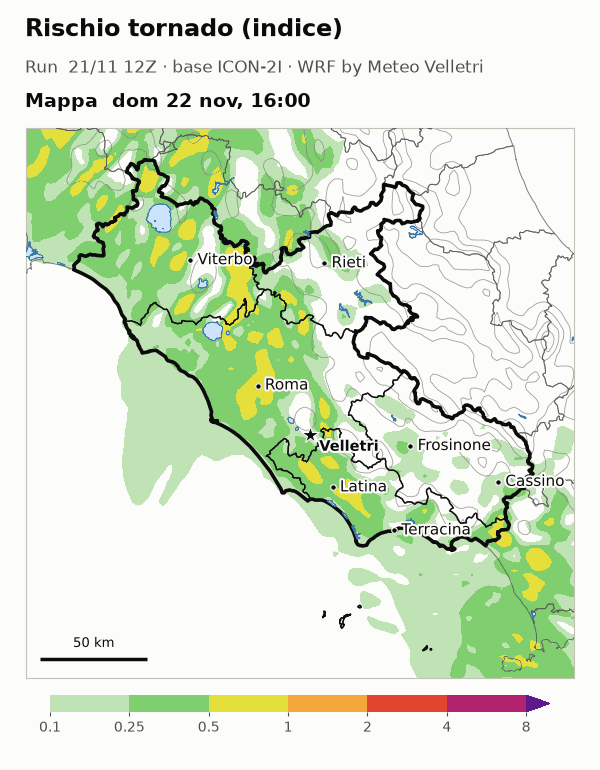 Rischio tornado (indice)
Run  21/11 12Z · base ICON-2I · WRF by Meteo Velletri
Mappa  dom 22 nov, 16:00
Viterbo
Rieti
Roma
Velletri
Frosinone
Cassino
Latina
Terracina
50 km
0.1
0.25
0.5
1
2
4
8